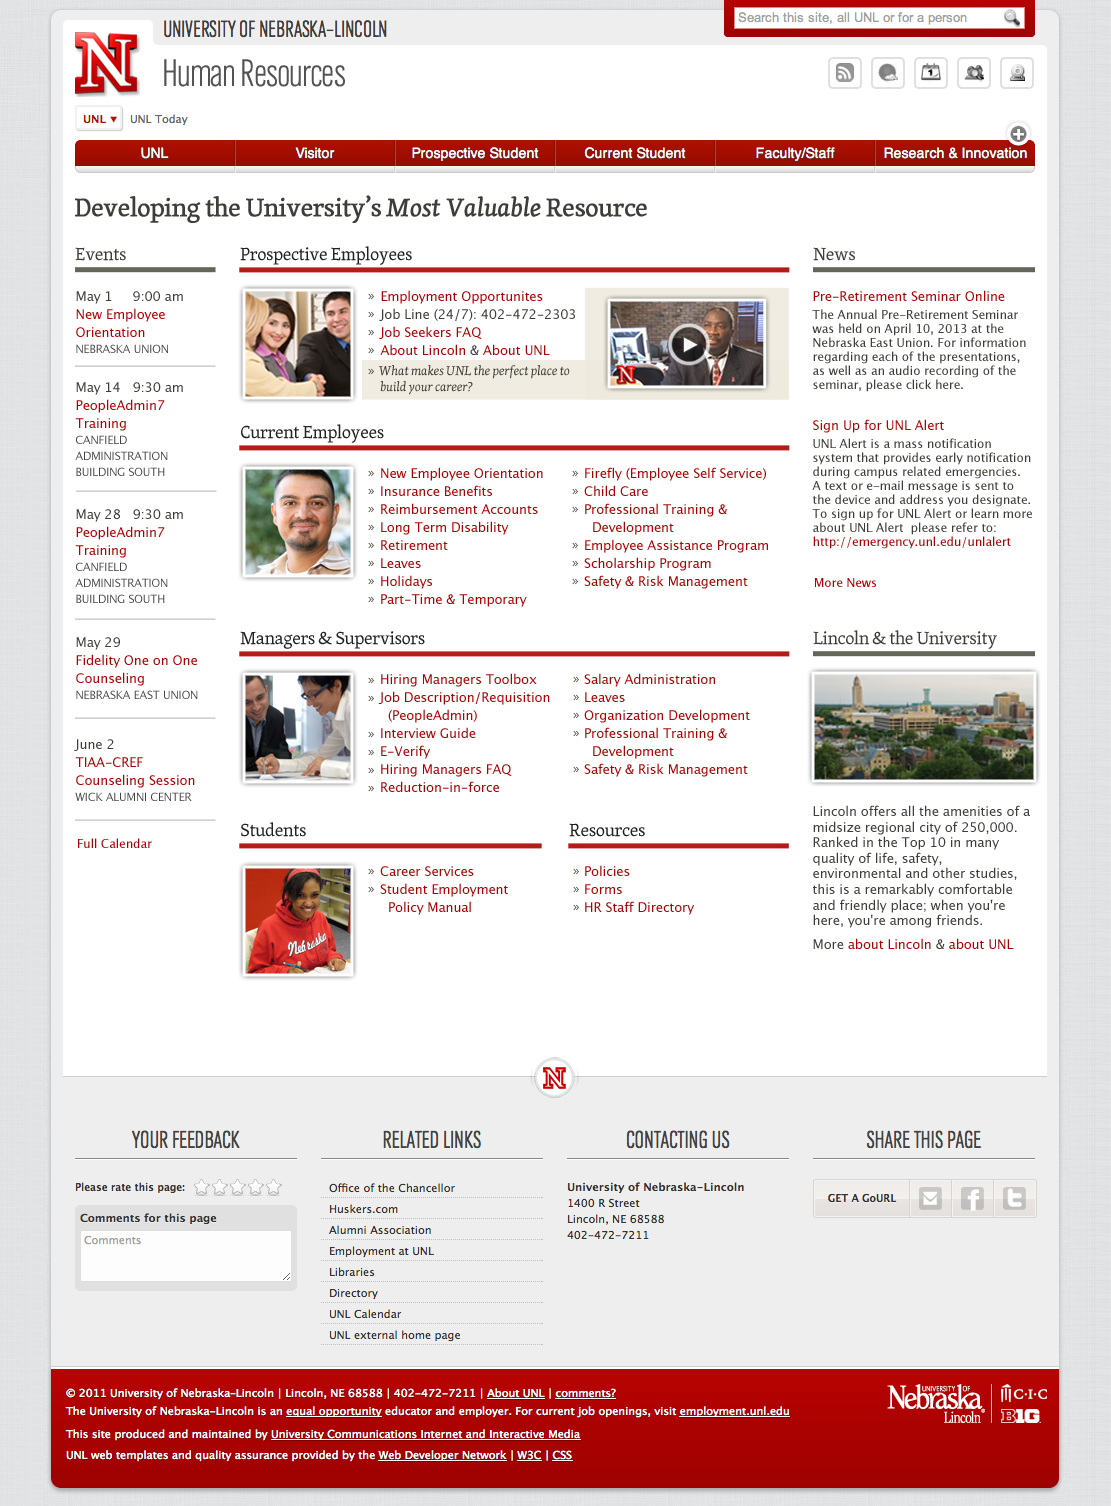 Search this site, all UNL or for a person
UNIVERSITY OF NEBRASKA–LINCOLN
N
Human Resources
1
UNL ▾ UNL Today
UNL Visitor Prospective Student Current Student Faculty/Staff Research & Innovation
Developing the University's Most Valuable Resource
Events
May 1 9:00 am
New Employee
Orientation
NEBRASKA UNION
May 14 9:30 am
PeopleAdmin7
Training
CANFIELD
ADMINISTRATION
BUILDING SOUTH
May 28 9:30 am
PeopleAdmin7
Training
CANFIELD
ADMINISTRATION
BUILDING SOUTH
May 29
Fidelity One on One
Counseling
NEBRASKA EAST UNION
June 2
TIAA-CREF
Counseling Session
WICK ALUMNI CENTER
Full Calendar
Prospective Employees
» Employment Opportunites
» Job Line (24/7): 402-472-2303
» Job Seekers FAQ
» About Lincoln & About UNL
» What makes UNL the perfect place to
build your career?
N
Current Employees
» New Employee Orientation
» Insurance Benefits
» Reimbursement Accounts
» Long Term Disability
» Retirement
» Leaves
» Holidays
» Part-Time & Temporary
» Firefly (Employee Self Service)
» Child Care
» Professional Training &
Development
» Employee Assistance Program
» Scholarship Program
» Safety & Risk Management
Managers & Supervisors
» Hiring Managers Toolbox
» Job Description/Requisition
(PeopleAdmin)
» Interview Guide
» E-Verify
» Hiring Managers FAQ
» Reduction-in-force
» Salary Administration
» Leaves
» Organization Development
» Professional Training &
Development
» Safety & Risk Management
Students
Nebraska
» Career Services
» Student Employment
Policy Manual
Resources
» Policies
» Forms
» HR Staff Directory
News
Pre-Retirement Seminar Online
The Annual Pre-Retirement Seminar
was held on April 10, 2013 at the
Nebraska East Union. For information
regarding each of the presentations,
as well as an audio recording of the
seminar, please click here.
Sign Up for UNL Alert
UNL Alert is a mass notification
system that provides early notification
during campus related emergencies.
A text or e-mail message is sent to
the device and address you designate.
To sign up for UNL Alert or learn more
about UNL Alert please refer to:
http://emergency.unl.edu/unlalert
More News
Lincoln & the University
Lincoln offers all the amenities of a
midsize regional city of 250,000.
Ranked in the Top 10 in many
quality of life, safety,
environmental and other studies,
this is a remarkably comfortable
and friendly place; when you're
here, you're among friends.
More about Lincoln & about UNL
N
YOUR FEEDBACK
Please rate this page:
Comments for this page
Comments
RELATED LINKS
Office of the Chancellor
Huskers.com
Alumni Association
Employment at UNL
Libraries
Directory
UNL Calendar
UNL external home page
CONTACTING US
University of Nebraska–Lincoln
1400 R Street
Lincoln, NE 68588
402-472-7211
SHARE THIS PAGE
GET A GoURL
© 2011 University of Nebraska–Lincoln | Lincoln, NE 68588 | 402-472-7211 | About UNL | comments?
The University of Nebraska–Lincoln is an equal opportunity educator and employer. For current job openings, visit employment.unl.edu
This site produced and maintained by University Communications Internet and Interactive Media
UNL web templates and quality assurance provided by the Web Developer Network | W3C | CSS
UNIVERSITY OF
Nebraska
Lincoln
C·I·C
B1G